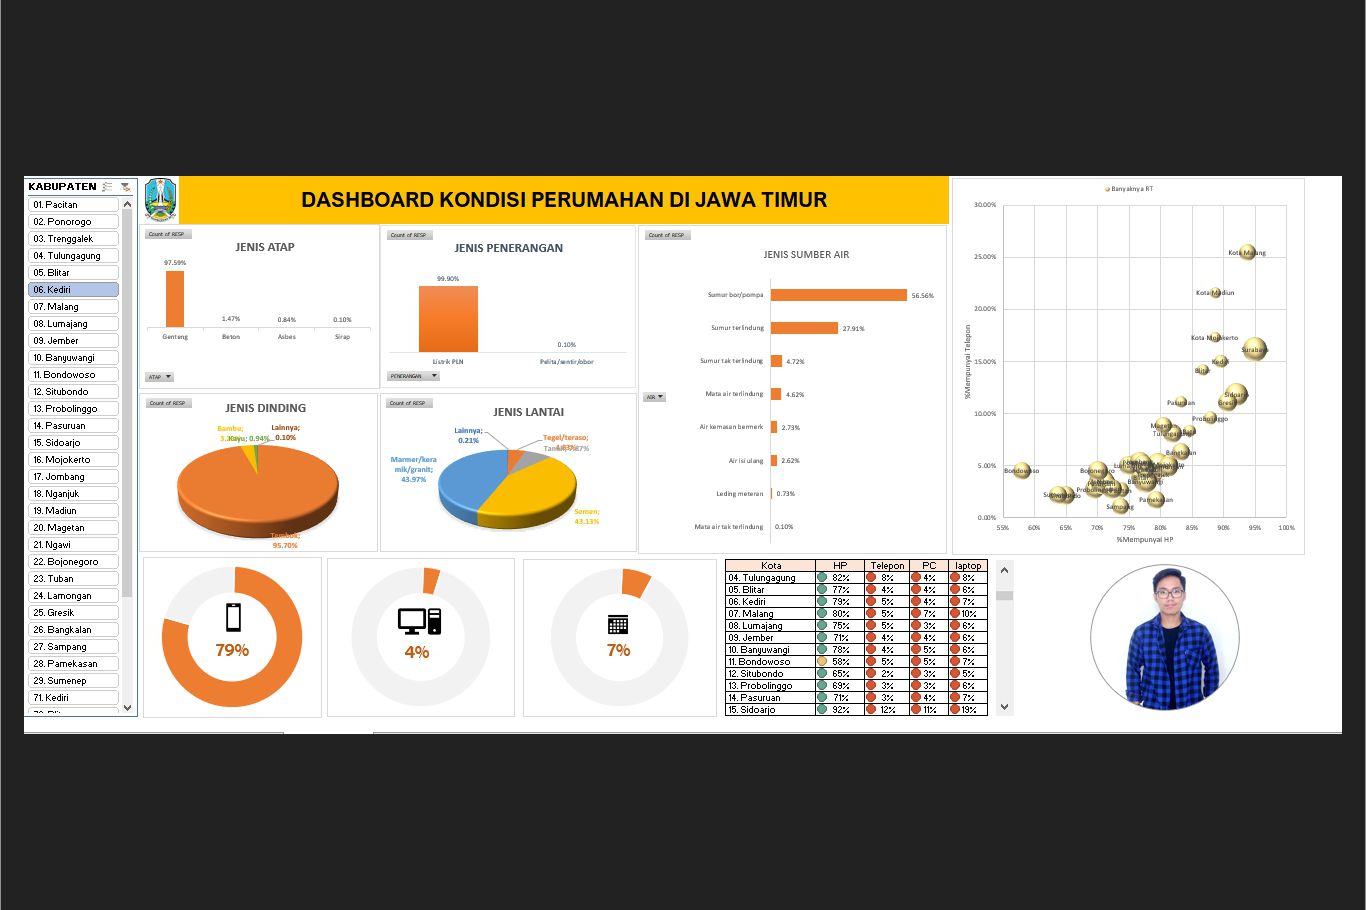 KABUPATEN
01. Pacitan
02. Ponorogo
03. Trenggalek
04. Tulungagung
05. Blitar
06. Kediri
07. Malang
08. Lumajang
09. Jember
10. Banyuwangi
11. Bondowoso
12. Situbondo
13. Probolinggo
14. Pasuruan
15. Sidoarjo
16. Mojokerto
17. Jombang
18. Nganjuk
19. Madiun
20. Magetan
21. Ngawi
22. Bojonegoro
23. Tuban
24. Lamongan
25. Gresik
26. Bangkalan
27. Sampang
28. Pamekasan
29. Sumenep
71. Kediri
DASHBOARD KONDISI PERUMAHAN DI JAWA TIMUR
Count of RESP
JENIS ATAP
97.59%
1.47%
0.84%
0.10%
Genteng
Beton
Asbes
Sirap
ATAP
Count of RESP
JENIS PENERANGAN
99.90%
0.10%
Listrik PLN
Pelita/sentir/obor
PENERANGAN
Count of RESP
JENIS SUMBER AIR
Sumur bor/pompa 56.56%
Sumur terlindung 27.91%
Sumur tak terlindung 4.72%
Mata air terlindung 4.62%
Air kemasan bermerk 2.73%
Air isi ulang 2.62%
Leding meteran 0.73%
Mata air tak terlindung 0.10%
AIR
Count of RESP
JENIS DINDING
Bambu;
Kayu; 0.94%
Lainnya;
0.10%
95.70%
Count of RESP
JENIS LANTAI
Lainnya;
0.21%
Tegel/teraso;
Marmer/kera
mik/granit;
43.97%
Semen;
43.13%
Banyaknya RT
%Mempunyai Telepon
30.00%
25.00%
20.00%
15.00%
10.00%
5.00%
0.00%
55% 60% 65% 70% 75% 80% 85% 90% 95% 100%
%Mempunyai HP
Kota Malang
Kota Madiun
Kota Mojokerto
Surabaya
Kediri
Blitar
Sidoarjo
Gresik
Pasuruan
Probolinggo
Magetan
Tulungagung
Bangkalan
Bondowoso
Bojonegoro
Banyuwangi
Pamekasan
Sampang
79%
4%
7%
Kota HP Telepon PC laptop
04. Tulungagung 82% 8% 4% 8%
05. Blitar 77% 4% 4% 6%
06. Kediri 79% 5% 4% 7%
07. Malang 80% 5% 7% 10%
08. Lumajang 75% 5% 3% 6%
09. Jember 71% 4% 4% 6%
10. Banyuwangi 78% 4% 5% 6%
11. Bondowoso 58% 5% 5% 7%
12. Situbondo 65% 2% 3% 5%
13. Probolinggo 69% 3% 3% 6%
14. Pasuruan 71% 3% 4% 7%
15. Sidoarjo 92% 12% 11% 19%